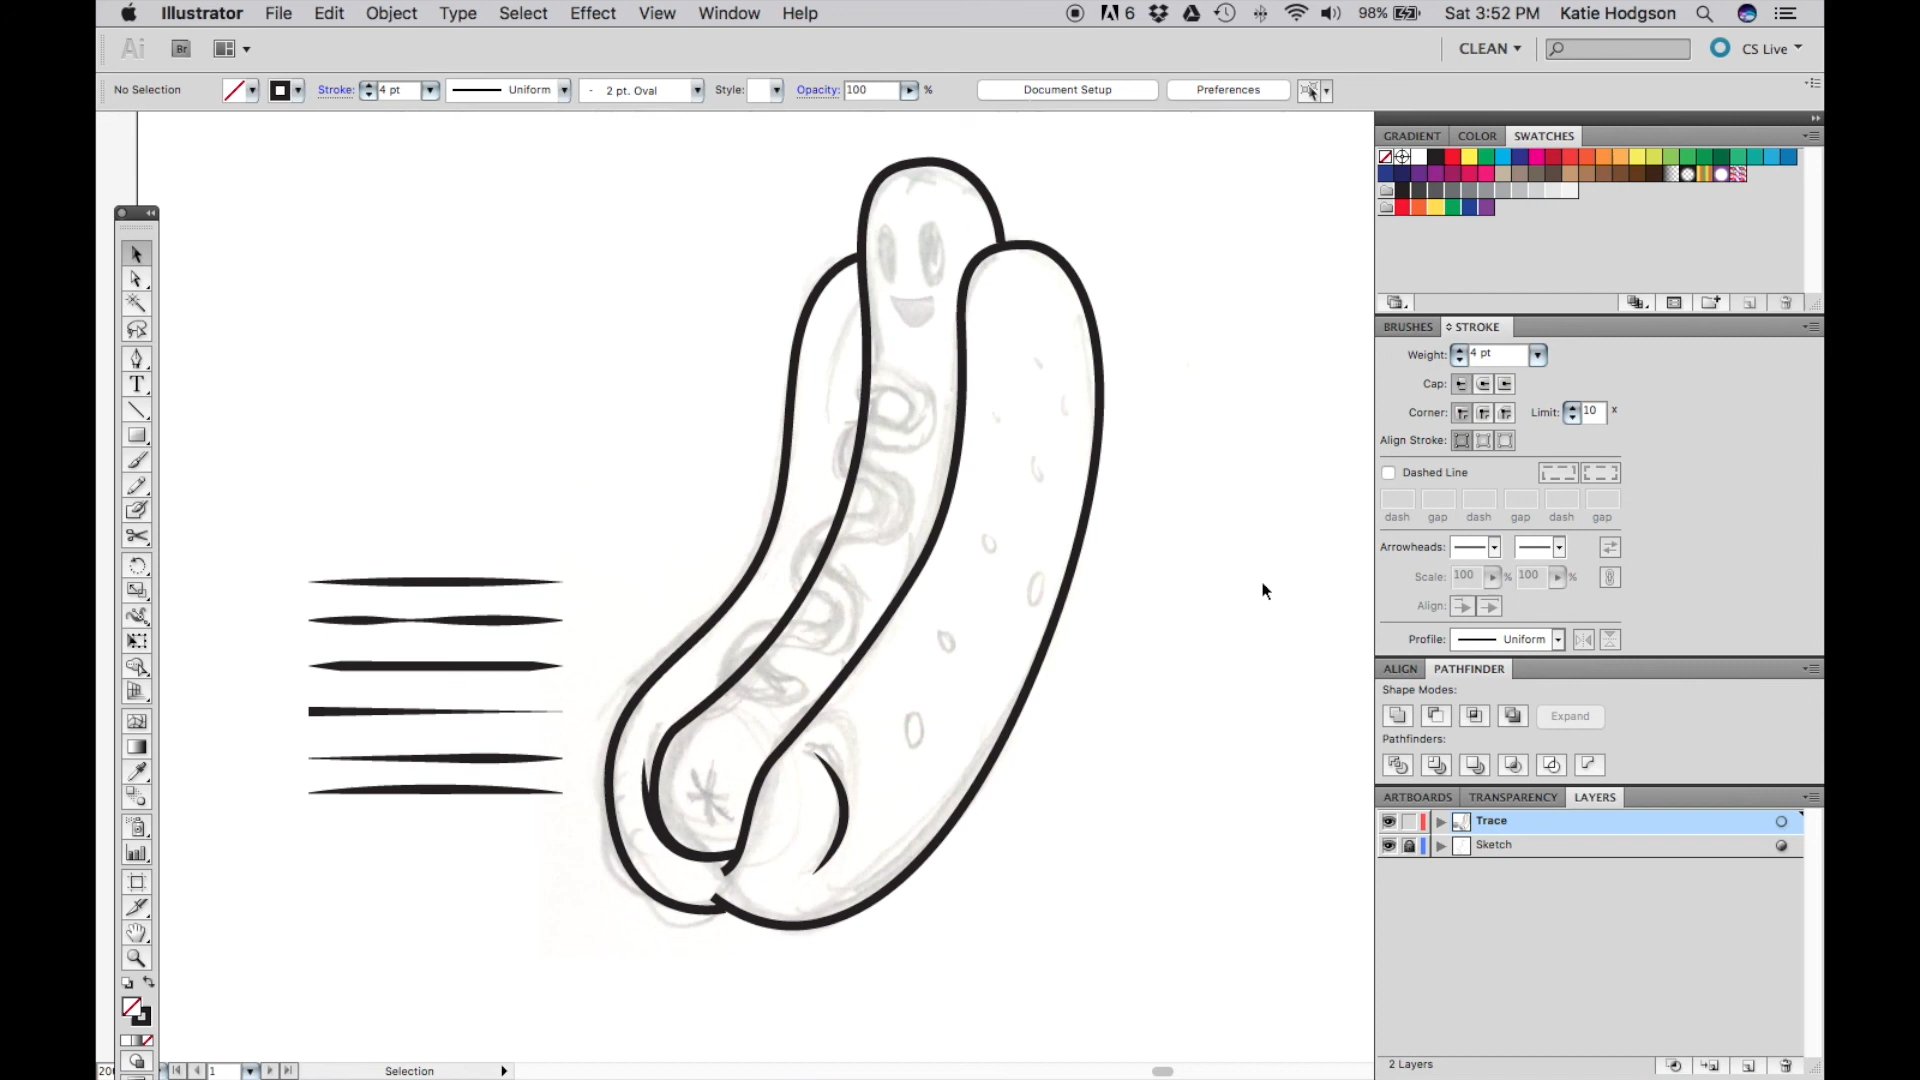 Illustrator File Edit Object Type Select Effect View Window Help 6 98% Sat 3:52 PM Katie Hodgson
Ai Br CLEAN CS Live
No Selection Stroke: 4 pt Uniform - 2 pt. Oval Style: Opacity: 100 % Document Setup Preferences
GRADIENT COLOR SWATCHES
BRUSHES STROKE
Weight: 4 pt
Cap:
Corner: Limit: 10 x
Align Stroke:
Dashed Line
dash gap dash gap dash gap
Arrowheads:
Scale: 100 % 100 %
Align:
Profile: Uniform
ALIGN PATHFINDER
Shape Modes:
Expand
Pathfinders:
ARTBOARDS TRANSPARENCY LAYERS
Trace
Sketch
2 Layers
200 1 Selection